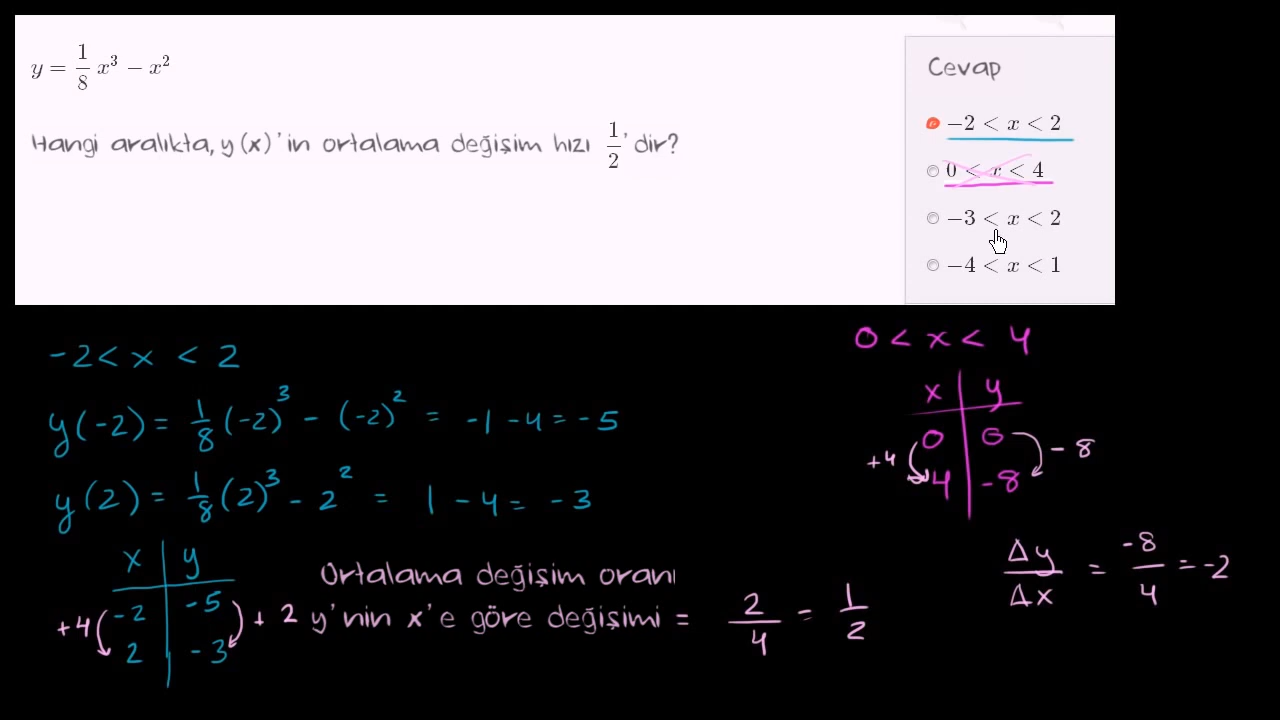 y = 1/8 x³ − x²
Hangi aralıkta, y(x)'in ortalama değişim hızı 1/2'dir?
Cevap
−2 < x < 2
0 < x < 4
−3 < x < 2
−4 < x < 1
-2 < x < 2
y(-2) = 1/8 (-2)³ - (-2)² = -1 - 4 = -5
y(2) = 1/8 (2)³ - 2² = 1 - 4 = -3
x y
-2 -5
2 -3
+4
+ 2
Ortalama değişim oranı
y'nin x'e göre değişimi = 2/4 = 1/2
0 < x < 4
x y
0 0
4 -8
+4
- 8
Δy/Δx = -8/4 = -2